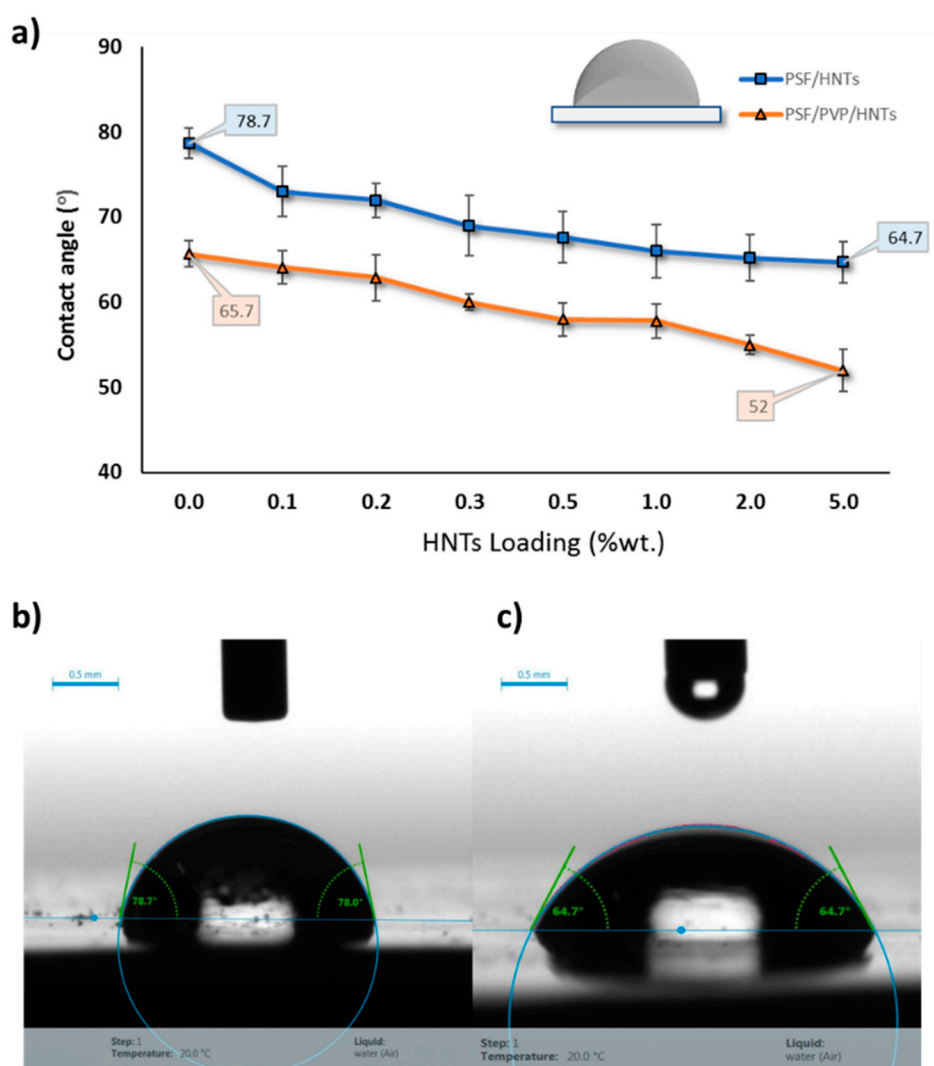 a)
90
80
70
60
50
40
Contact angle (°)
78.7
65.7
64.7
52
PSF/HNTs
PSF/PVP/HNTs
0.0 0.1 0.2 0.3 0.5 1.0 2.0 5.0
HNTs Loading (%wt.)
b)
0.5 mm
78.7° 78.0°
Step: 1 Liquid:
Temperature: 20.0 °C water (Air)
c)
0.5 mm
64.7° 64.7°
Step: 1 Liquid:
Temperature: 20.0 °C water (Air)